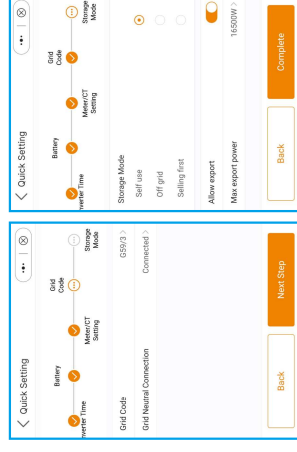 Quick Setting
Inverter Time
Battery
Meter/CT Setting
Grid Code
Storage Mode
Grid Code
G59/3 >
Grid Neutral Connection
Connected >
Back
Next Step
Quick Setting
Inverter Time
Battery
Meter/CT Setting
Grid Code
Storage Mode
Storage Mode
Self use
Off grid
Selling first
Allow export
Max export power
16500W >
Back
Complete